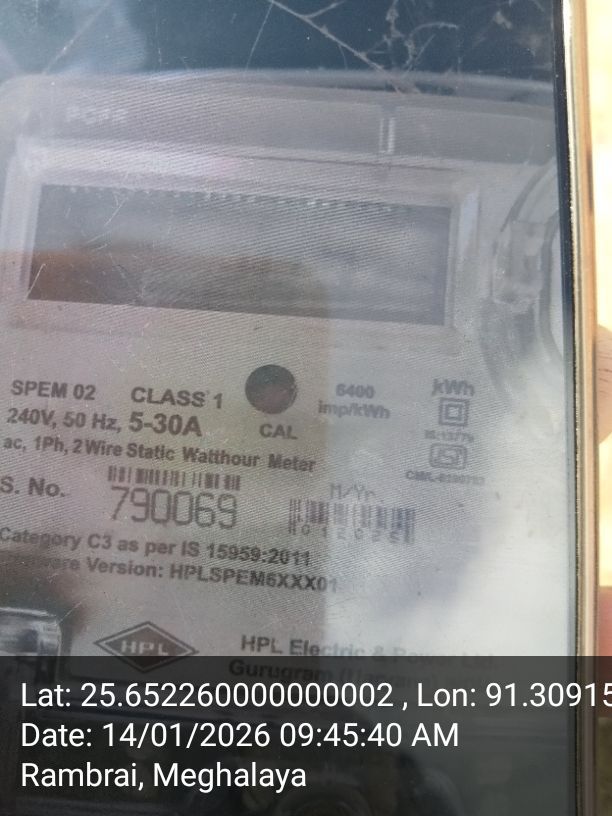 SPEM 02 CLASS 1
6400
imp/kWh
kWh
240V, 50 Hz, 5-30A
CAL
ac, 1Ph, 2 Wire Static Watthour Meter
S. No. 790069
M/Yr.
Category C3 as per IS 15959:2011
Version: HPLSPEM6XXX01
HPL
HPL Electric & Power Ltd.
Gurugram
Lat: 25.652260000000002 , Lon: 91.30915
Date: 14/01/2026 09:45:40 AM
Rambrai, Meghalaya